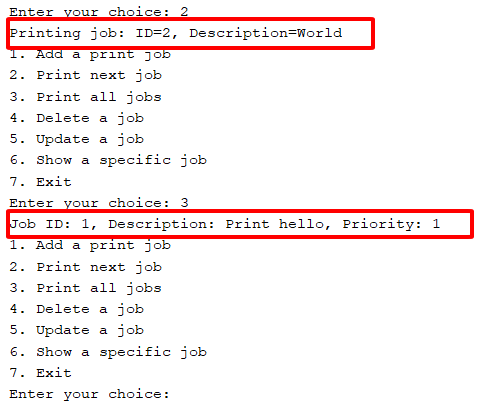 Enter your choice: 2
Printing job: ID=2, Description=World
1. Add a print job
2. Print next job
3. Print all jobs
4. Delete a job
5. Update a job
6. Show a specific job
7. Exit
Enter your choice: 3
Job ID: 1, Description: Print hello, Priority: 1
1. Add a print job
2. Print next job
3. Print all jobs
4. Delete a job
5. Update a job
6. Show a specific job
7. Exit
Enter your choice: